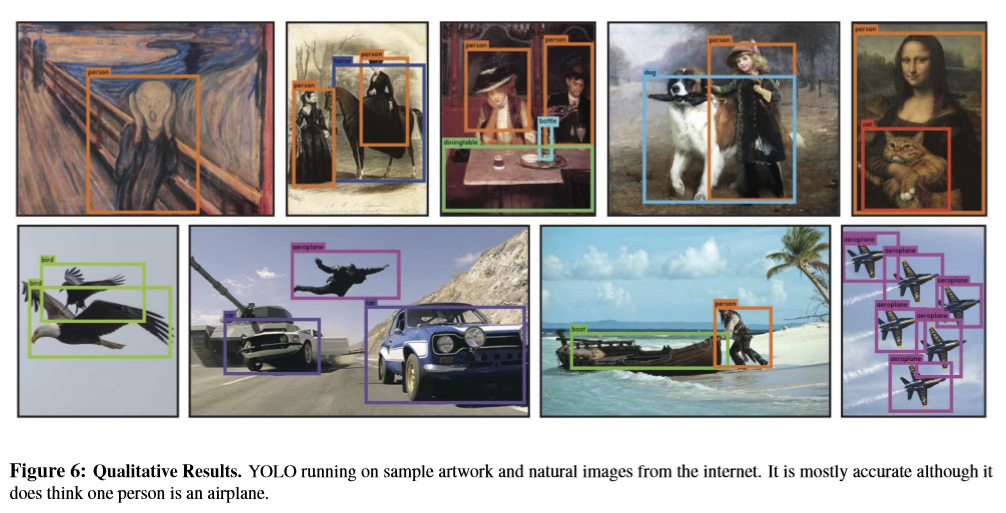 person
person
horse
person
person
person
bottle
diningtable
person
dog
person
cat
bird
bird
aeroplane
car
car
person
boat
aeroplane
aeroplane
aeroplane
aeroplane
aeroplane
aeroplane
Figure 6: Qualitative Results. YOLO running on sample artwork and natural images from the internet. It is mostly accurate although it
does think one person is an airplane.